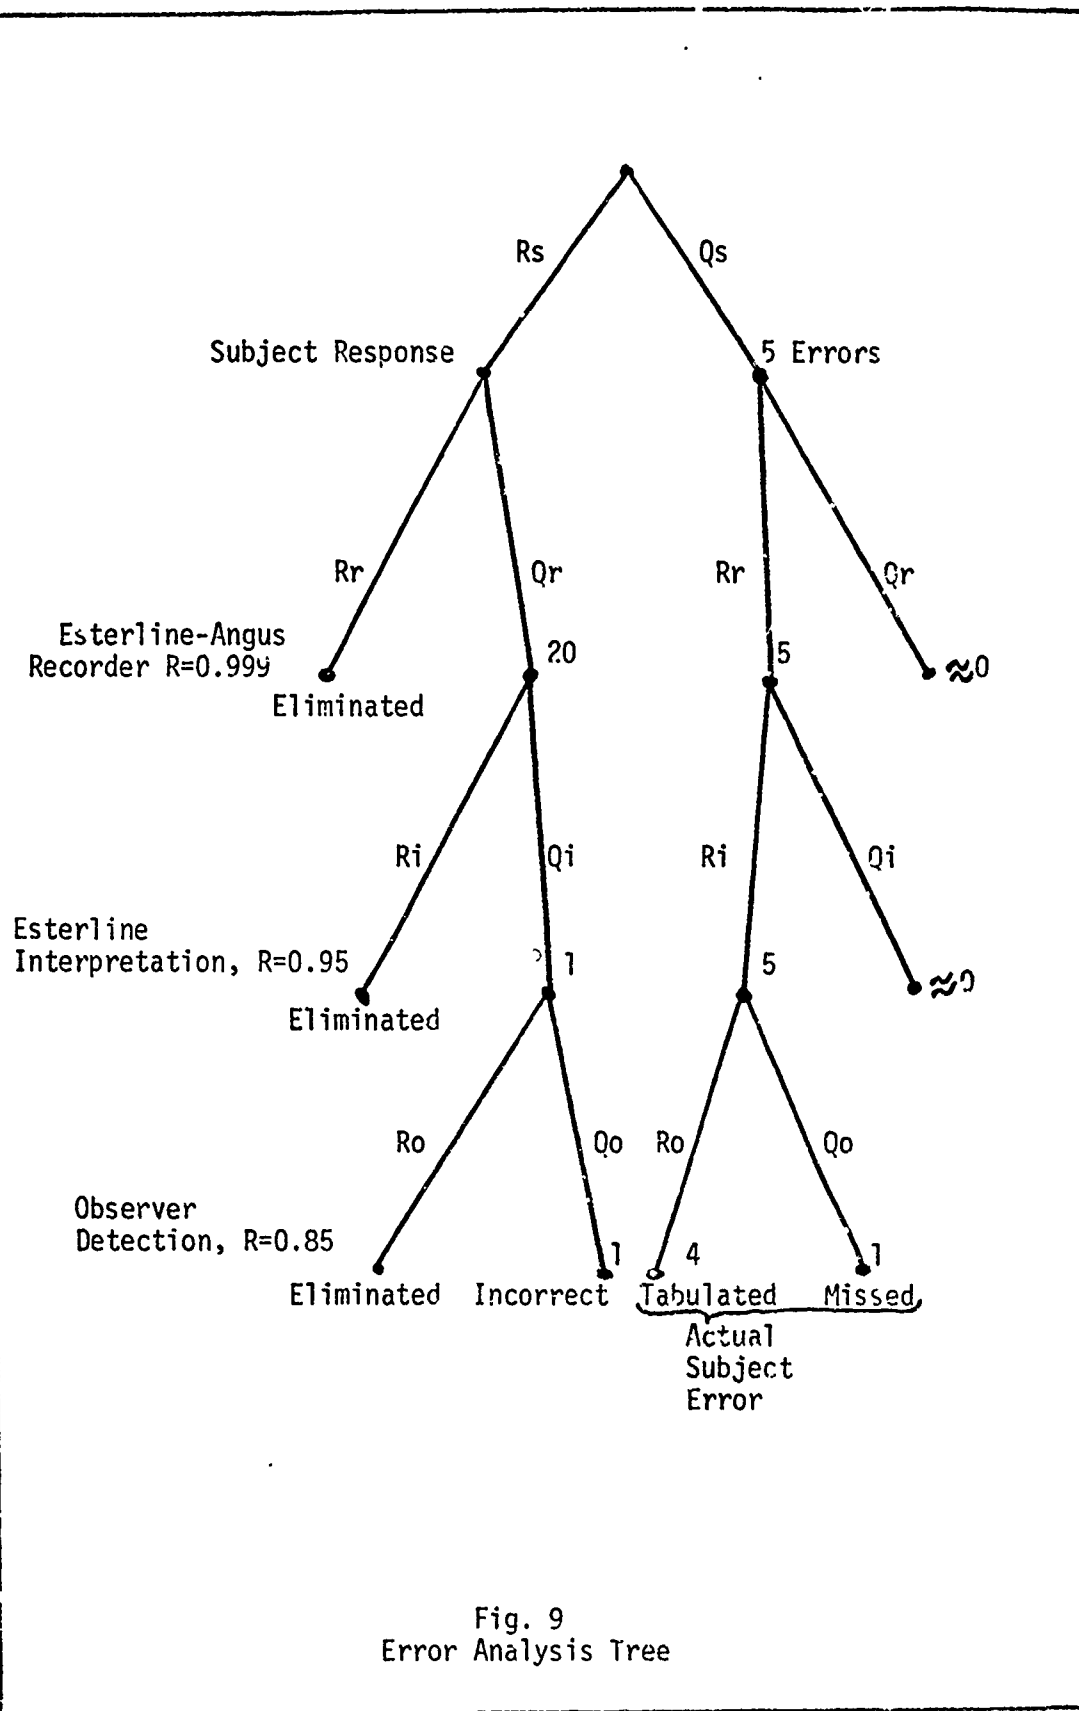 Rs Qs
Subject Response 5 Errors
Rr Qr Rr Qr
Esterline-Angus 20 5 ≈0
Recorder R=0.999
Eliminated
Ri Qi Ri Qi
Esterline
Interpretation, R=0.95 1 5 ≈0
Eliminated
Ro Qo Ro Qo
Observer
Detection, R=0.85 1 4 1
Eliminated Incorrect Tabulated Missed
Actual
Subject
Error
Fig. 9
Error Analysis Tree